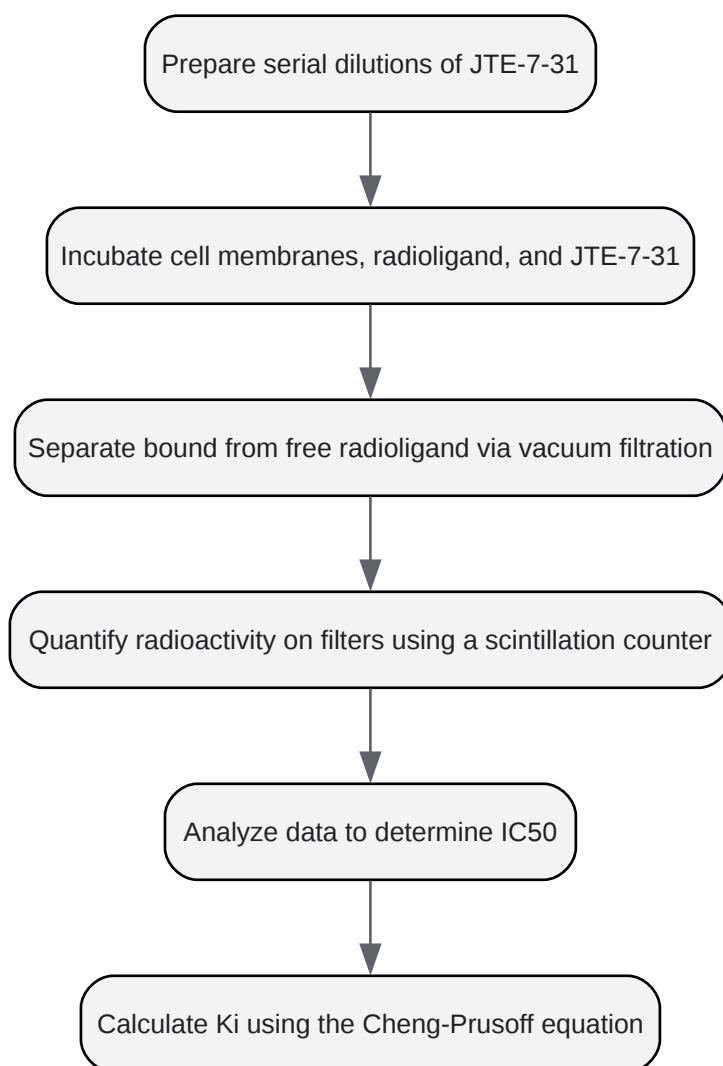 Prepare serial dilutions of JTE-7-31
Incubate cell membranes, radioligand, and JTE-7-31
Separate bound from free radioligand via vacuum filtration
Quantify radioactivity on filters using a scintillation counter
Analyze data to determine IC50
Calculate Ki using the Cheng-Prusoff equation